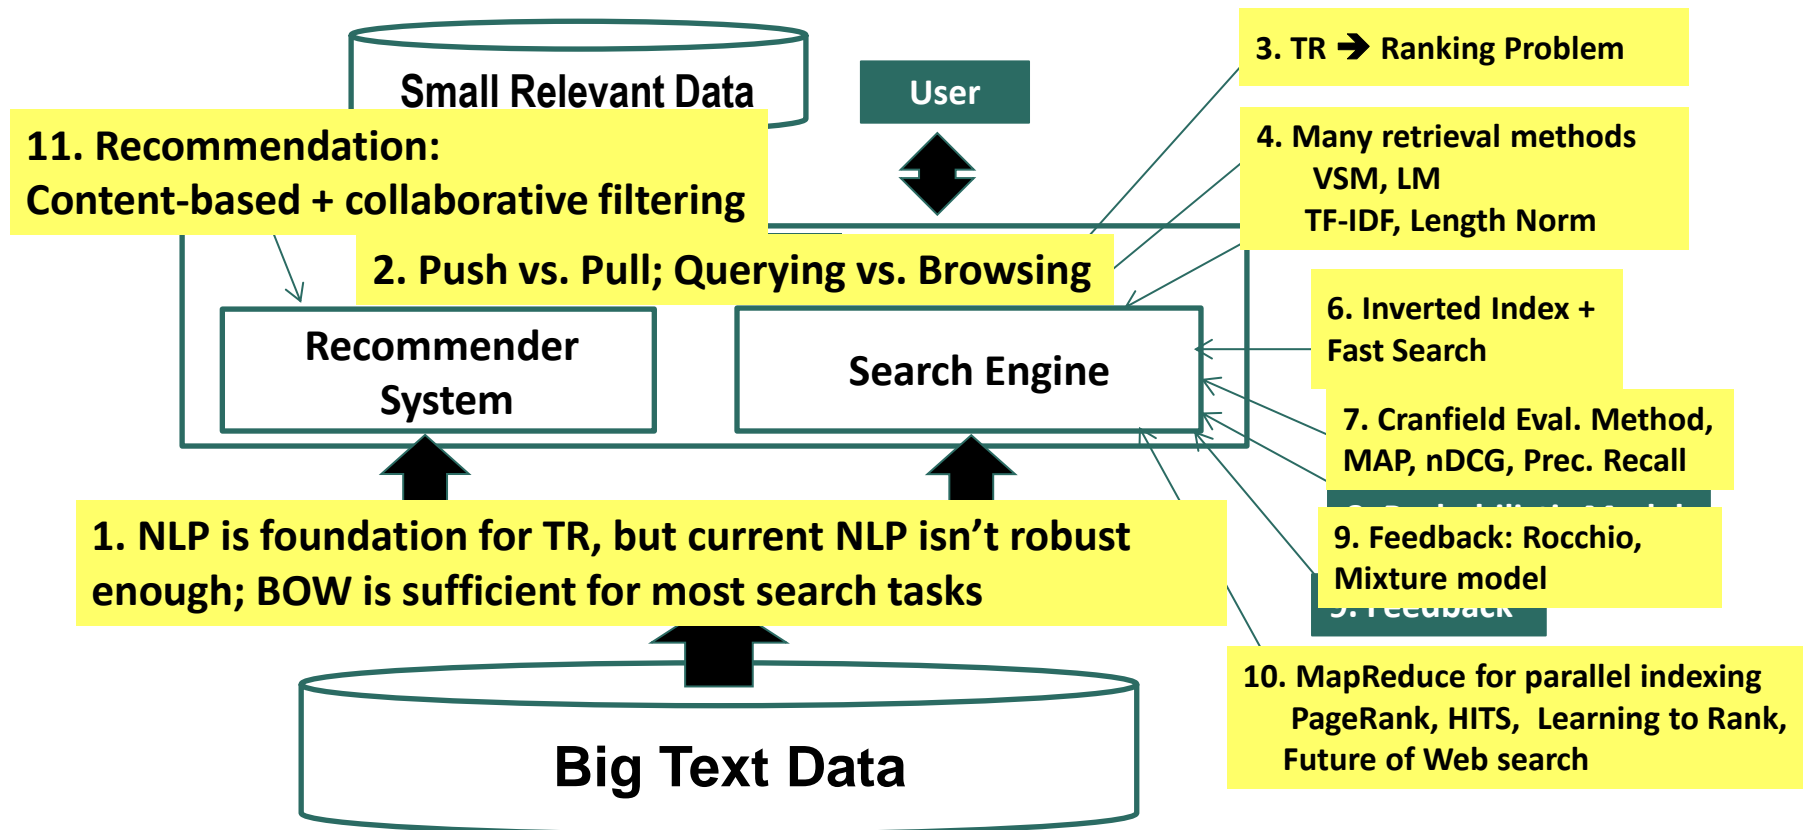 Small Relevant Data
User
3. TR ➔ Ranking Problem
4. Many retrieval methods
VSM, LM
TF-IDF, Length Norm
11. Recommendation:
Content-based + collaborative filtering
2. Push vs. Pull; Querying vs. Browsing
Recommender
System
Search Engine
6. Inverted Index +
Fast Search
7. Cranfield Eval. Method,
MAP, nDCG, Prec. Recall
9. Feedback: Rocchio,
Mixture model
9. Feedback
1. NLP is foundation for TR, but current NLP isn’t robust
enough; BOW is sufficient for most search tasks
10. MapReduce for parallel indexing
PageRank, HITS, Learning to Rank,
Future of Web search
Big Text Data